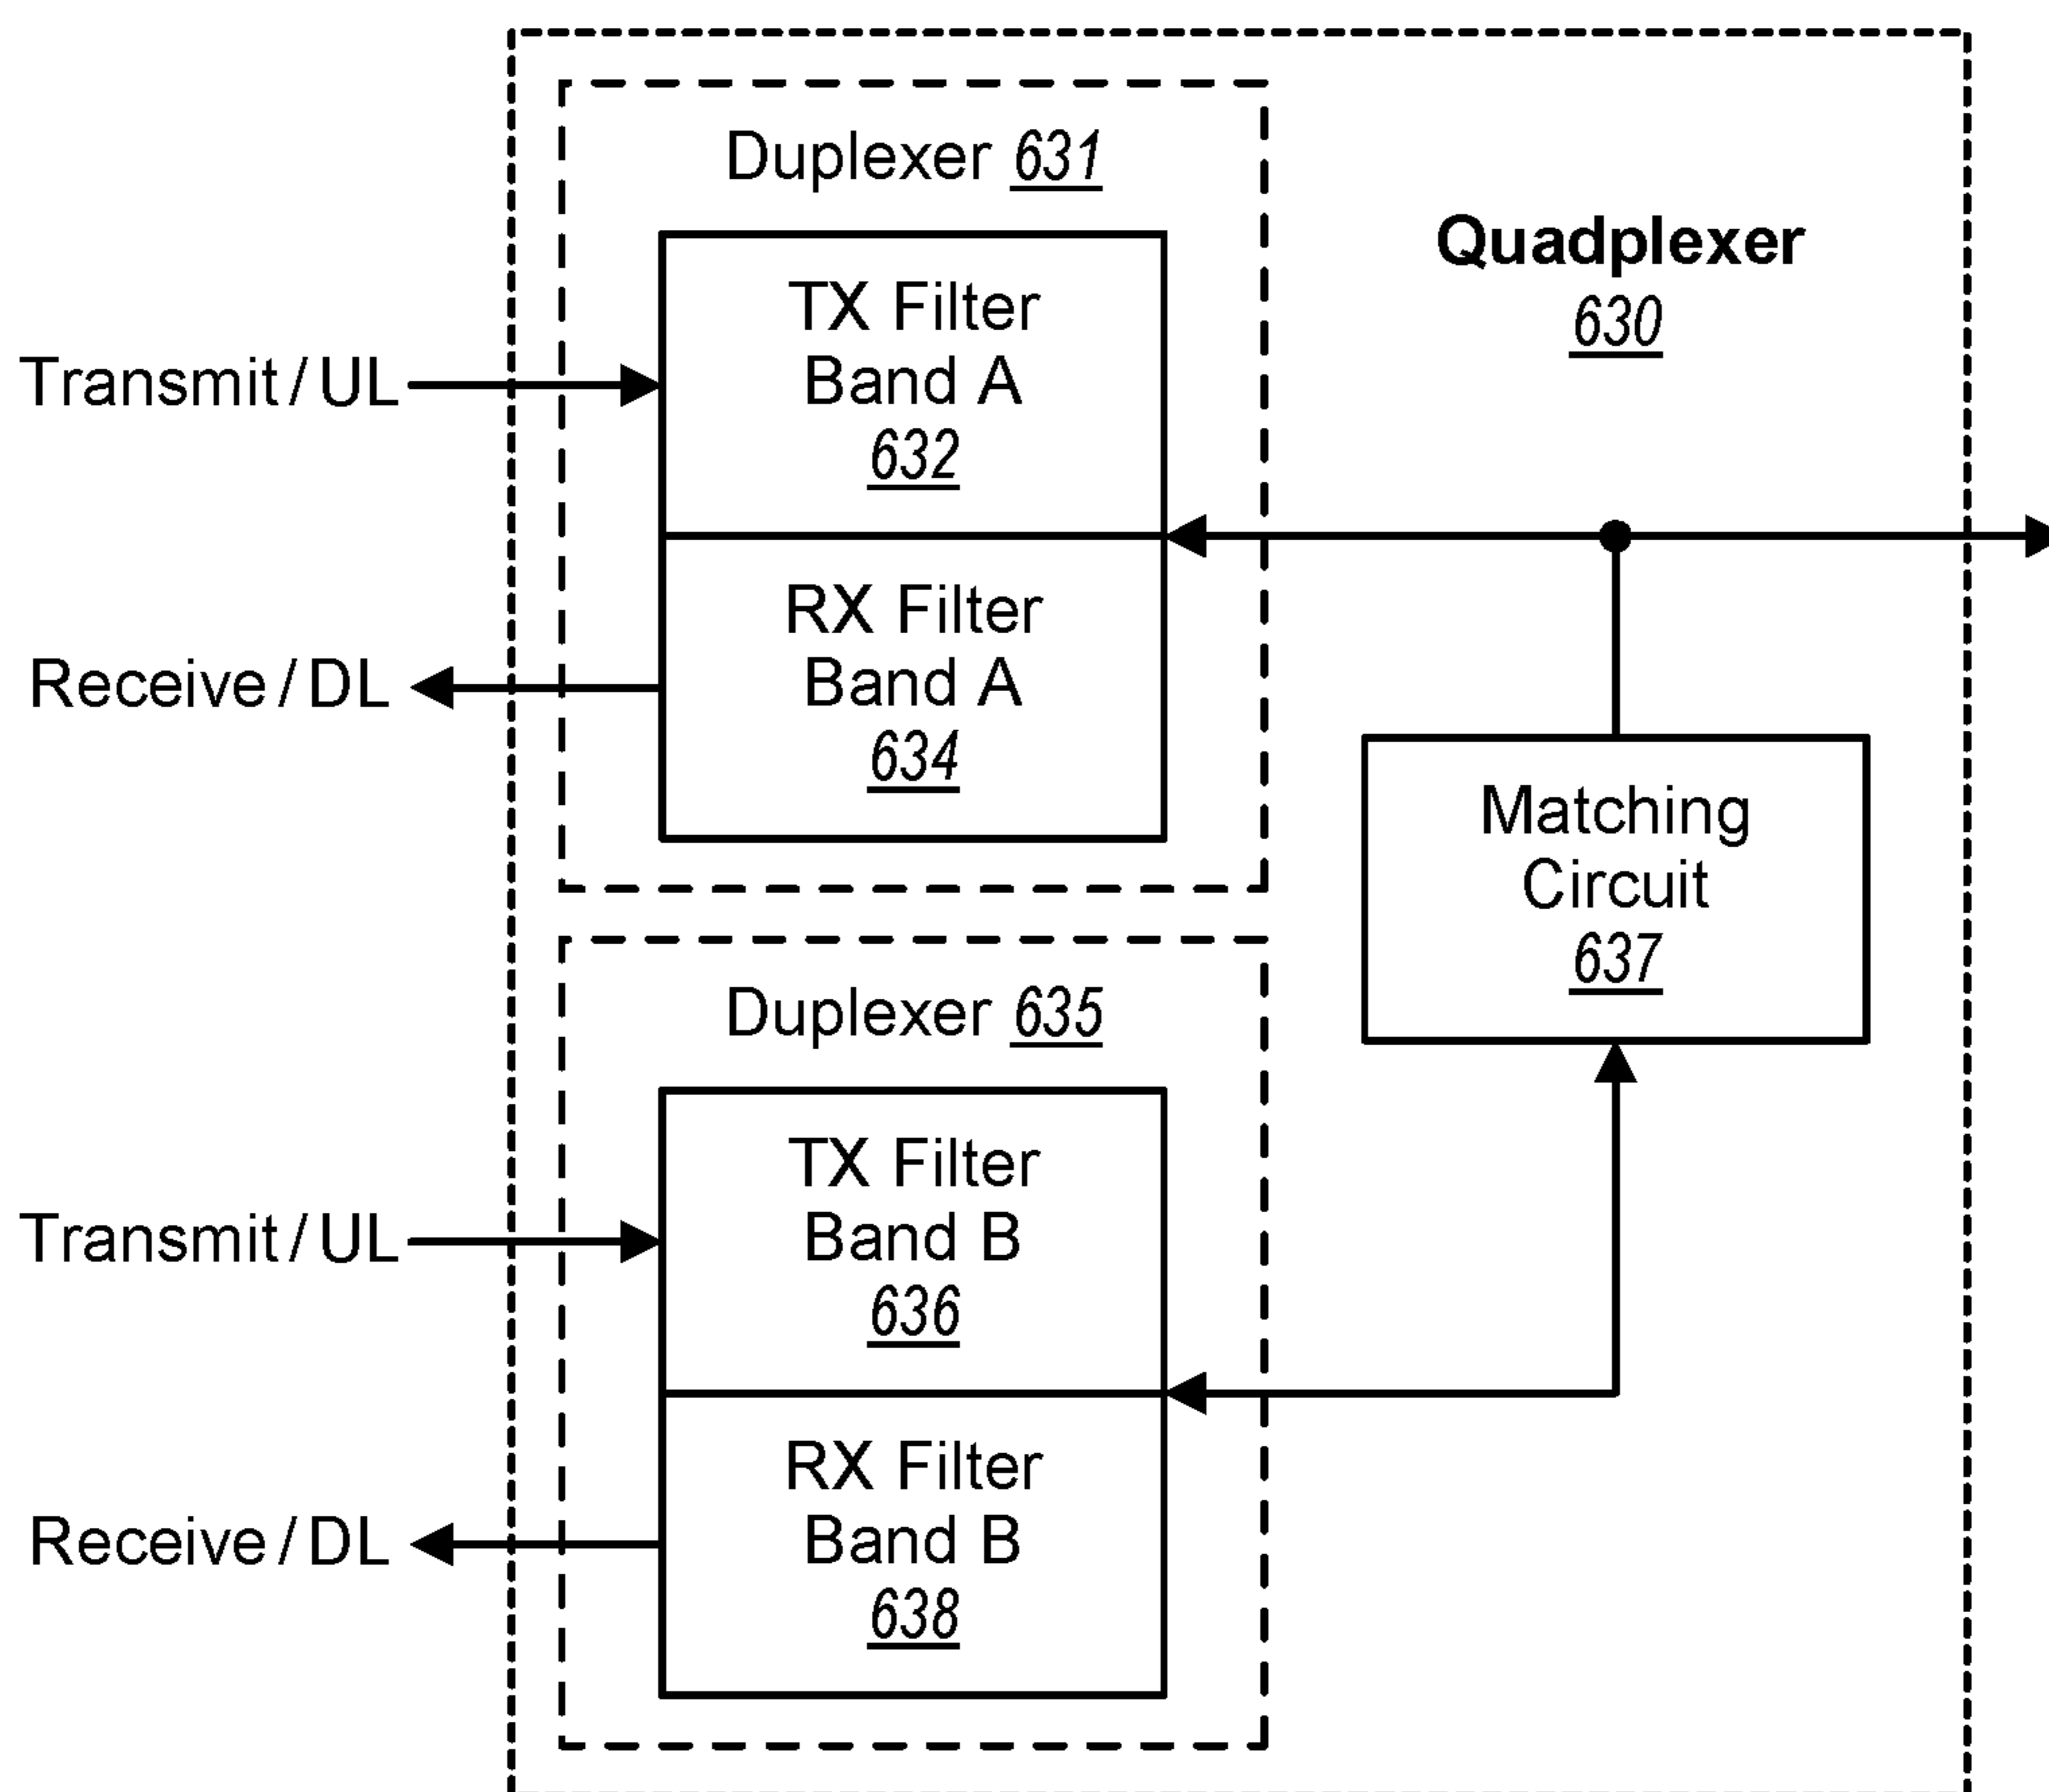 Duplexer 631
Quadplexer
630
TX Filter
Band A
632
Transmit / UL
RX Filter
Band A
634
Receive / DL
Matching
Circuit
637
Duplexer 635
TX Filter
Band B
636
Transmit / UL
RX Filter
Band B
638
Receive / DL